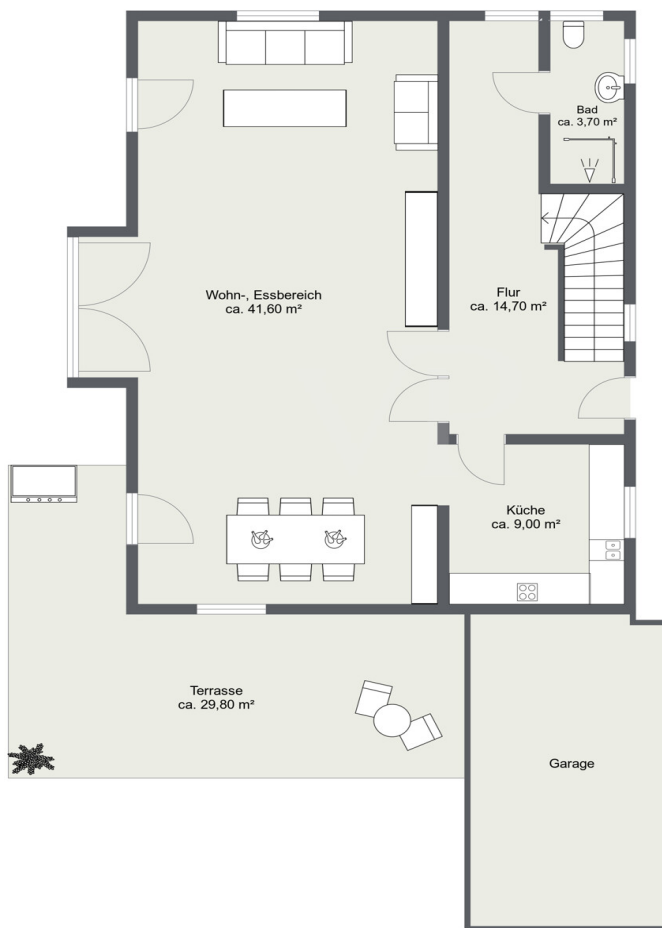 Bad
ca. 3,70 m²
Wohn-, Essbereich
ca. 41,60 m²
Flur
ca. 14,70 m²
Küche
ca. 9,00 m²
Terrasse
ca. 29,80 m²
Garage